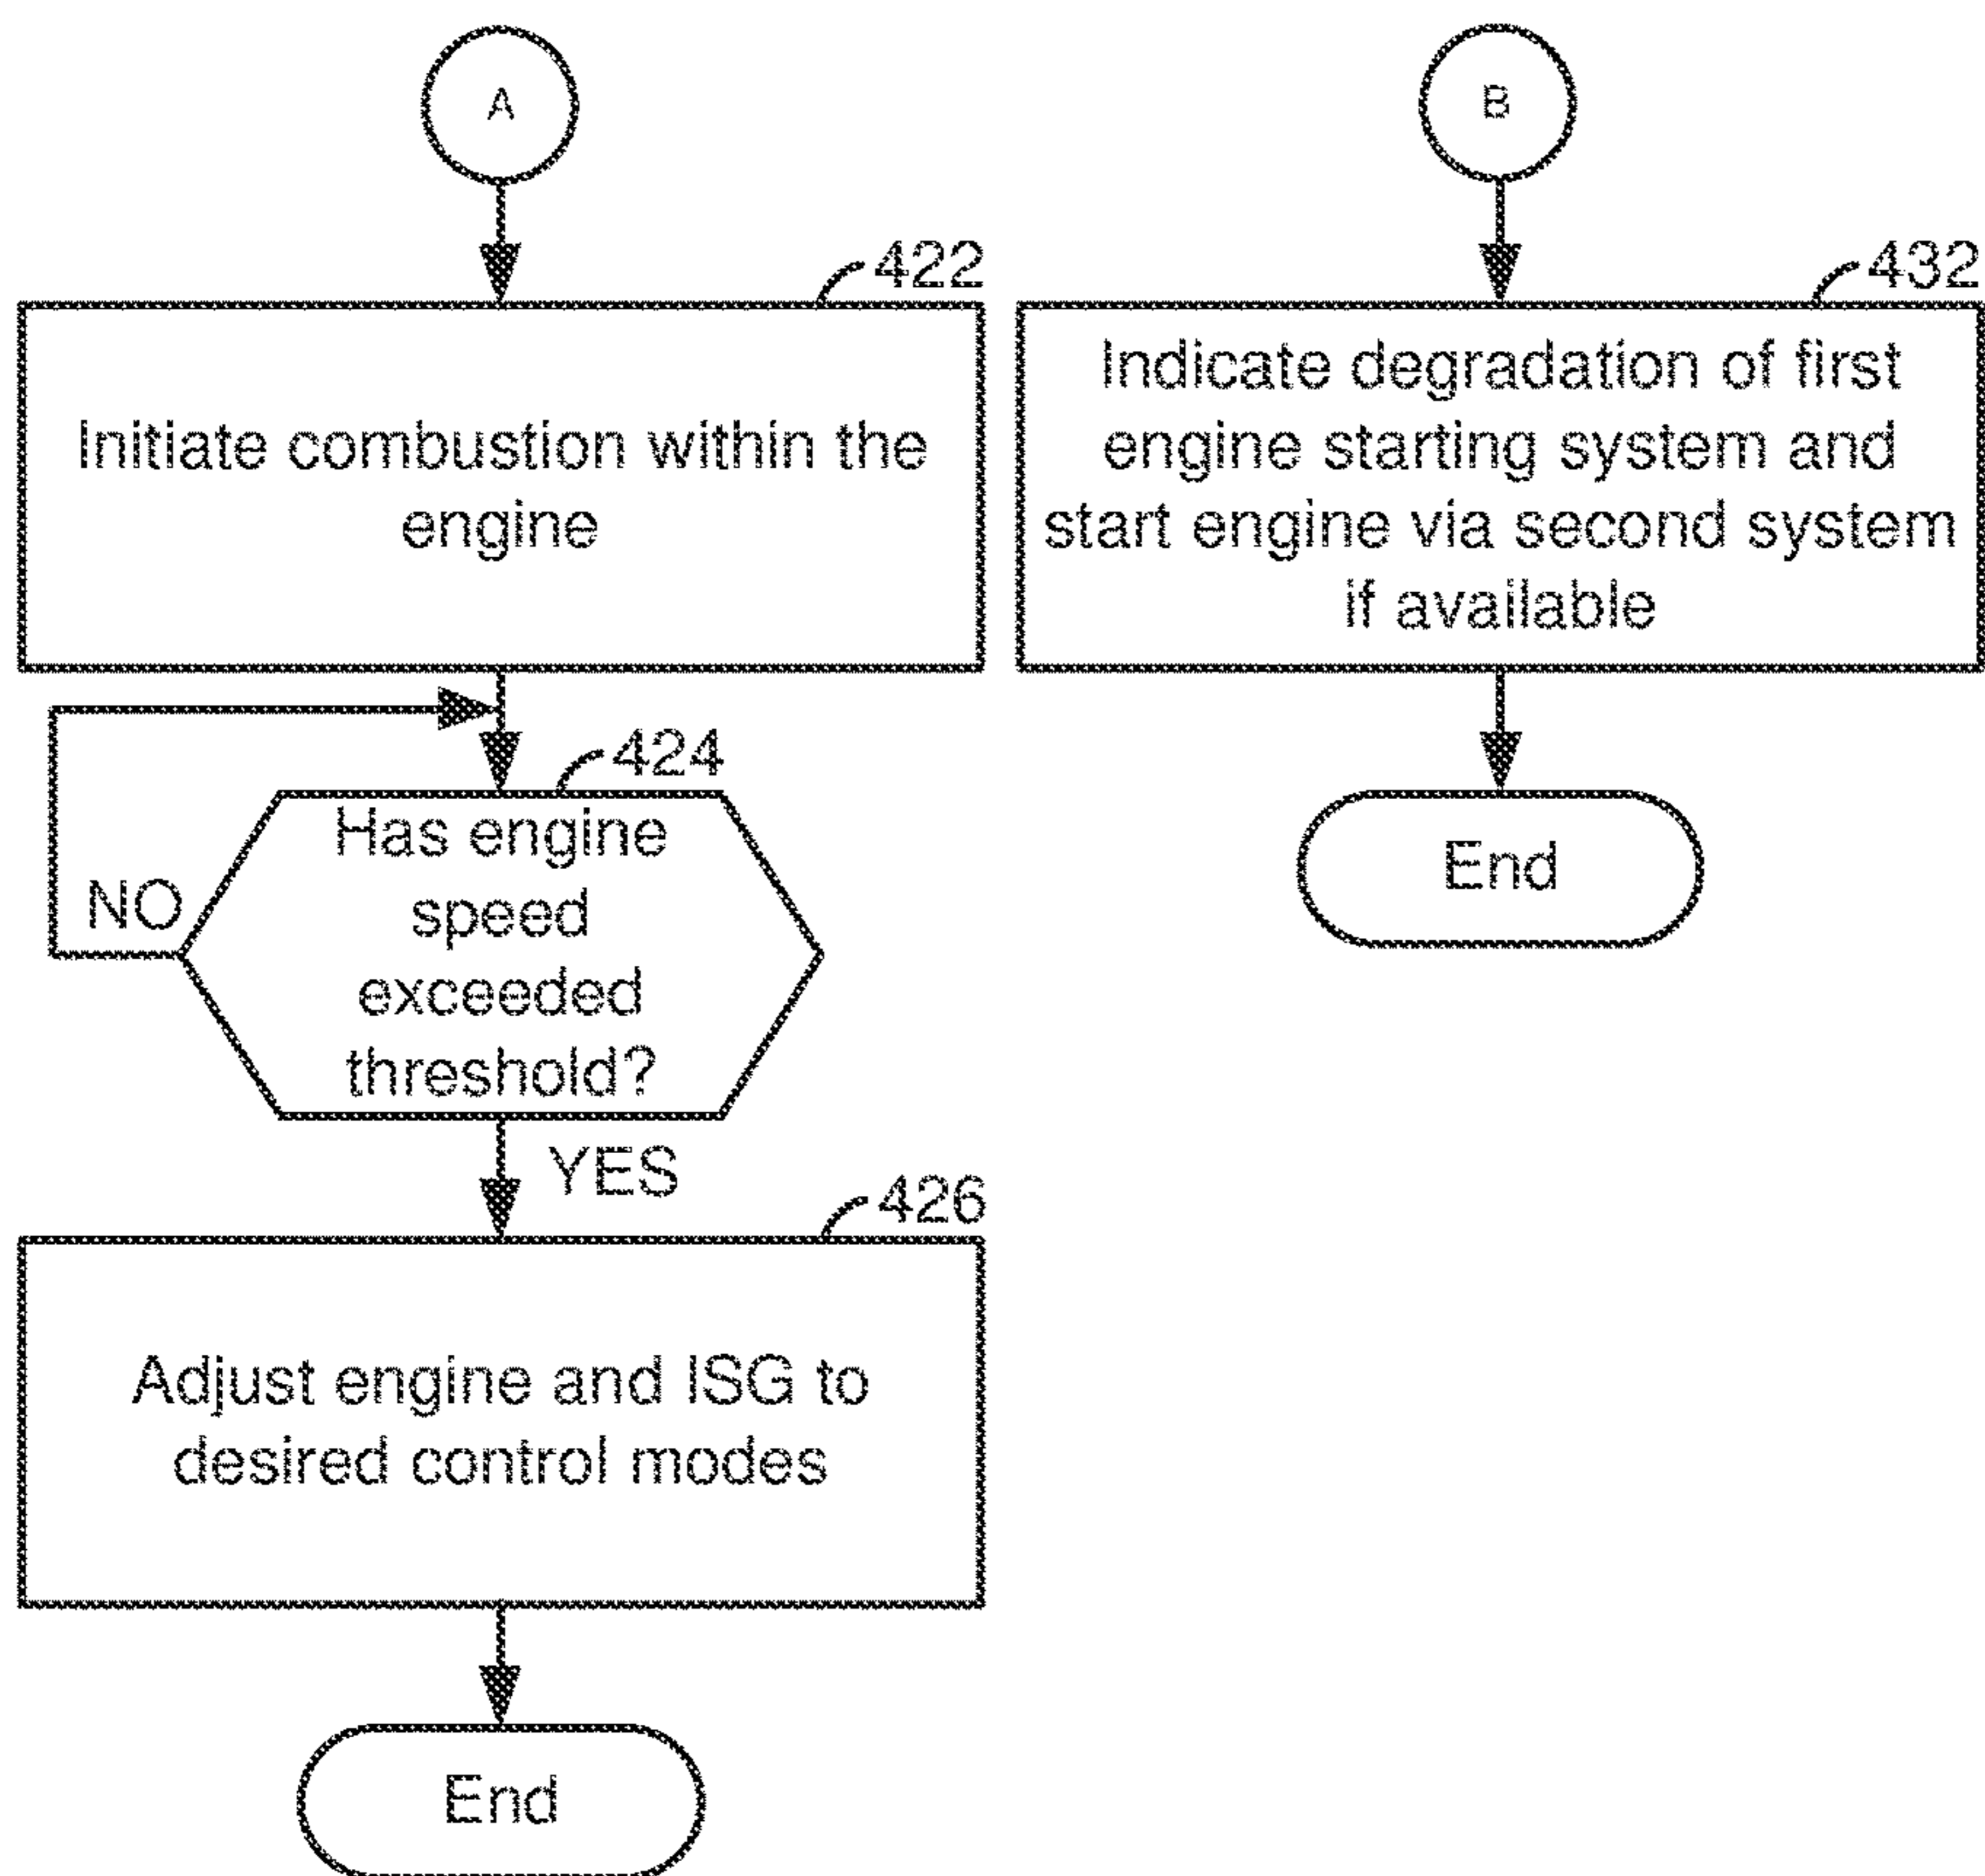 A
422
Initiate combustion within the
engine
424
Has engine
speed
exceeded
threshold?
NO
YES
426
Adjust engine and ISG to
desired control modes
End
B
432
Indicate degradation of first
engine starting system and
start engine via second system
if available
End